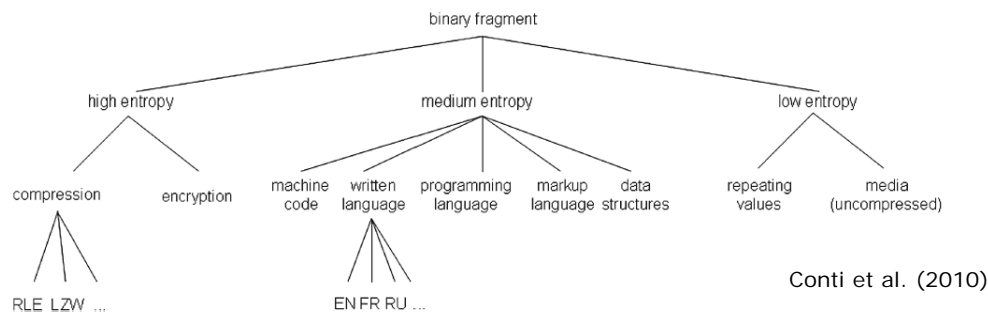 binary fragment
high entropy
medium entropy
low entropy
compression
encryption
machine
code
written
language
programming
language
markup
language
data
structures
repeating
values
media
(uncompressed)
RLE LZW ...
EN FR RU ...
Conti et al. (2010)